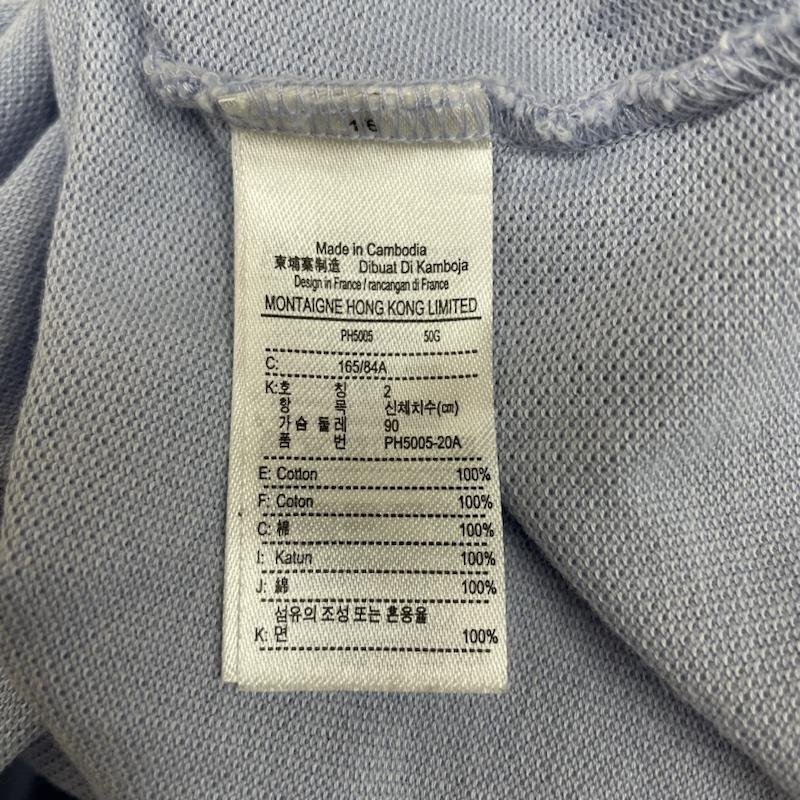 16
Made in Cambodia
柬埔寨制造 Dibuat Di Kamboja
Design in France / rancangan di France
MONTAIGNE HONG KONG LIMITED
PH5005 50G
C: 165/84A
K:호 칭 2
항 목 신체치수(㎝)
가슴 둘레 90
품 번 PH5005-20A
E: Cotton 100%
F: Coton 100%
C: 棉 100%
I: Katun 100%
J: 綿 100%
섬유의 조성 또는 혼용율
K: 면 100%